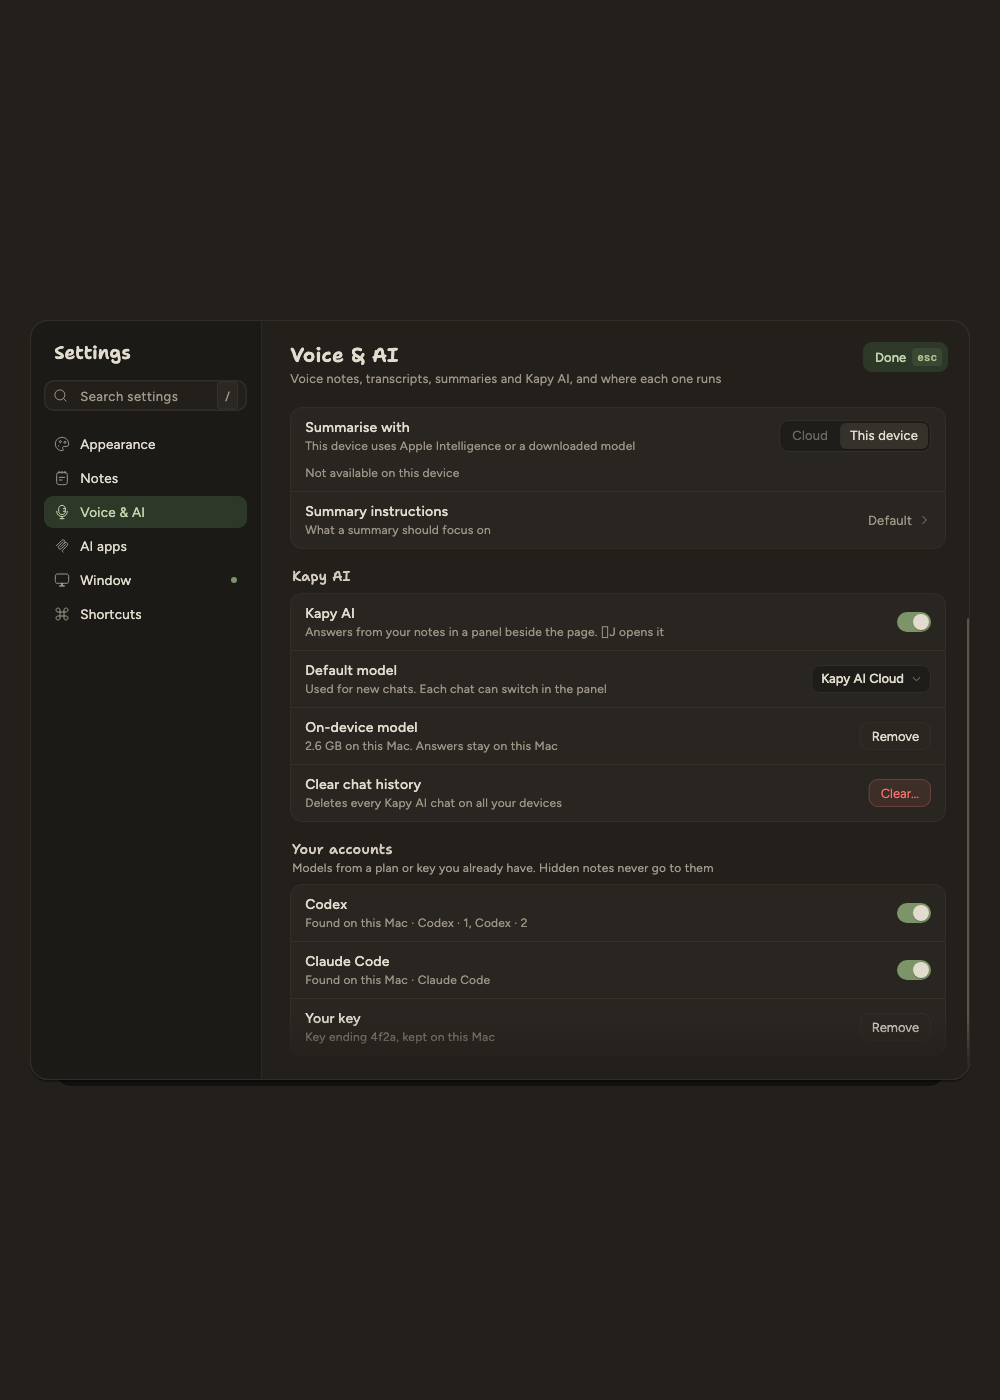 Settings
Search settings /
Appearance
Notes
Voice & AI
AI apps
Window
Shortcuts
Voice & AI
Voice notes, transcripts, summaries and Kapy AI, and where each one runs
Done esc
Summarise with
This device uses Apple Intelligence or a downloaded model
Cloud This device
Not available on this device
Summary instructions
What a summary should focus on
Default
Kapy AI
Kapy AI
Answers from your notes in a panel beside the page. ▯J opens it
Default model
Used for new chats. Each chat can switch in the panel
Kapy AI Cloud
On-device model
2.6 GB on this Mac. Answers stay on this Mac
Remove
Clear chat history
Deletes every Kapy AI chat on all your devices
Clear...
Your accounts
Models from a plan or key you already have. Hidden notes never go to them
Codex
Found on this Mac · Codex · 1, Codex · 2
Claude Code
Found on this Mac · Claude Code
Your key
Key ending 4f2a, kept on this Mac
Remove